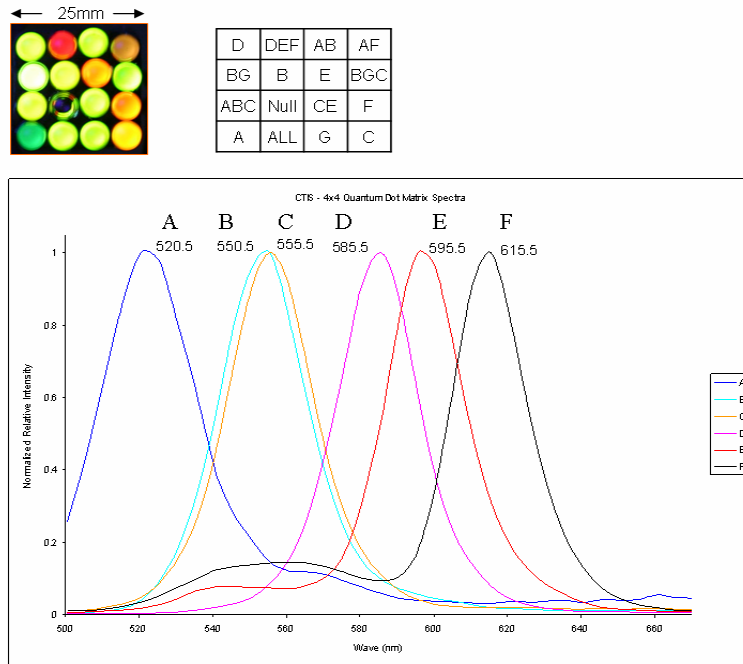 25mm
D DEF AB AF
BG B E BGC
ABC Null CE F
A ALL G C
CTIS - 4x4 Quantum Dot Matrix Spectra
A B C D E F
520.5 550.5 555.5 585.5 595.5 615.5
1
0.8
0.6
0.4
0.2
0
Normalized Relative Intensity
500 520 540 560 580 600 620 640 660
Wave (nm)
A
C
D
F